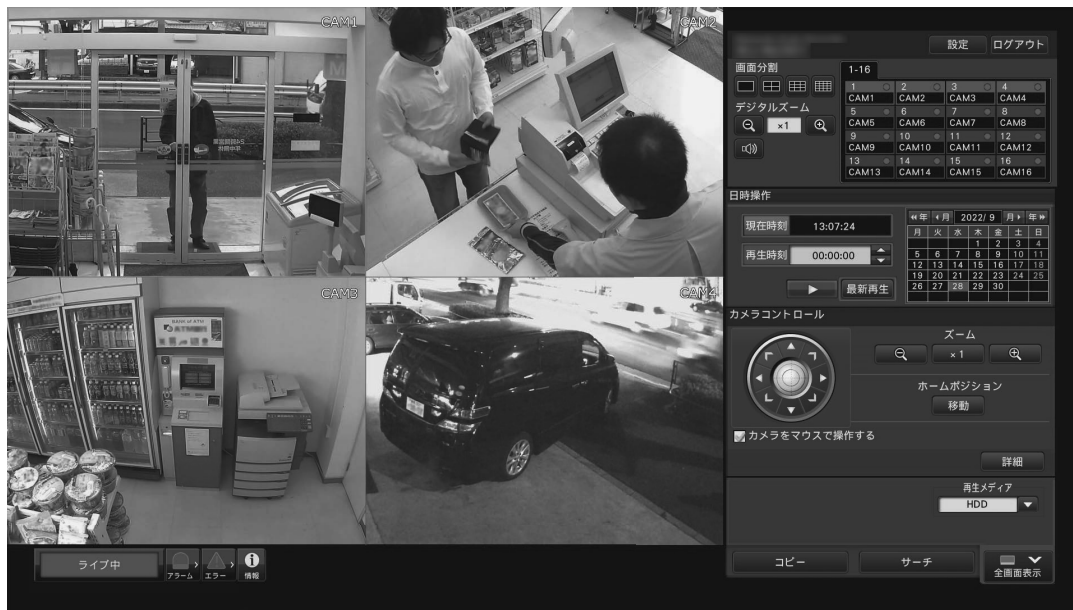 CAM1
CAM2
CAM3
CAM4
BANK of ATM
設定
ログアウト
画面分割
1-16
デジタルズーム
×1
1 2 3 4
CAM1 CAM2 CAM3 CAM4
5 6 7 8
CAM5 CAM6 CAM7 CAM8
9 10 11 12
CAM9 CAM10 CAM11 CAM12
13 14 15 16
CAM13 CAM14 CAM15 CAM16
日時操作
現在時刻 13:07:24
再生時刻 00:00:00
最新再生
年 月 2022/ 9 月 年
月 火 水 木 金 土 日
1 2 3 4
5 6 7 8 9 10 11
12 13 14 15 16 17 18
19 20 21 22 23 24 25
26 27 28 29 30
カメラコントロール
ズーム
×1
ホームポジション
移動
カメラをマウスで操作する
詳細
再生メディア
HDD
コピー
サーチ
全画面表示
ライブ中
アラーム
エラー
情報